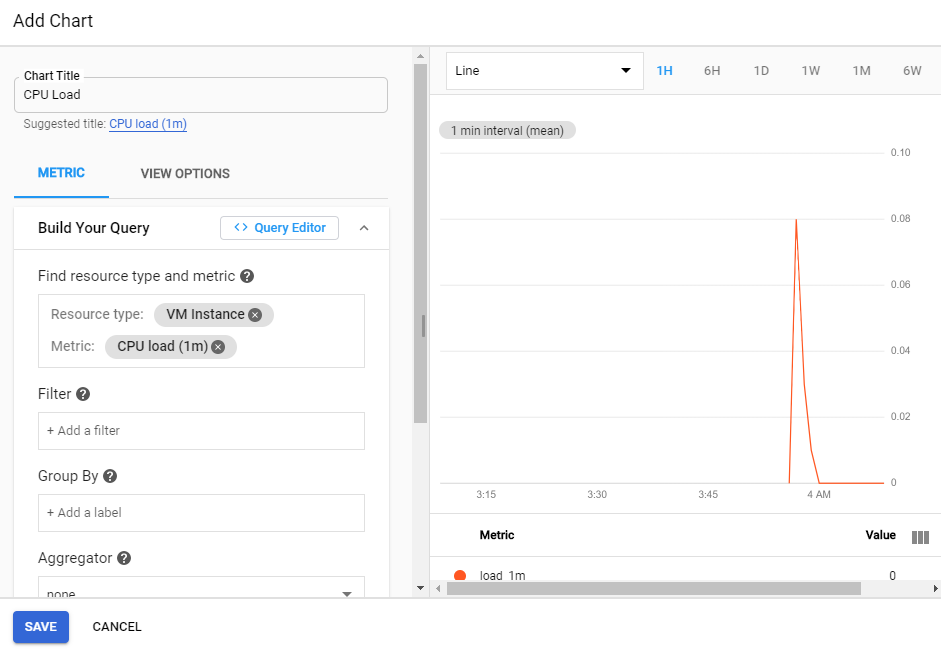 Add Chart
Chart Title
CPU Load
Suggested title: CPU load (1m)
METRIC VIEW OPTIONS
Build Your Query
<> Query Editor
Find resource type and metric ?
Resource type: VM Instance
Metric: CPU load (1m)
Filter ?
+ Add a filter
Group By ?
+ Add a label
Aggregator ?
none
SAVE CANCEL
Line 1H 6H 1D 1W 1M 6W
1 min interval (mean)
0.10
0.08
0.06
0.04
0.02
0
3:15 3:30 3:45 4 AM
Metric Value
load_1m 0